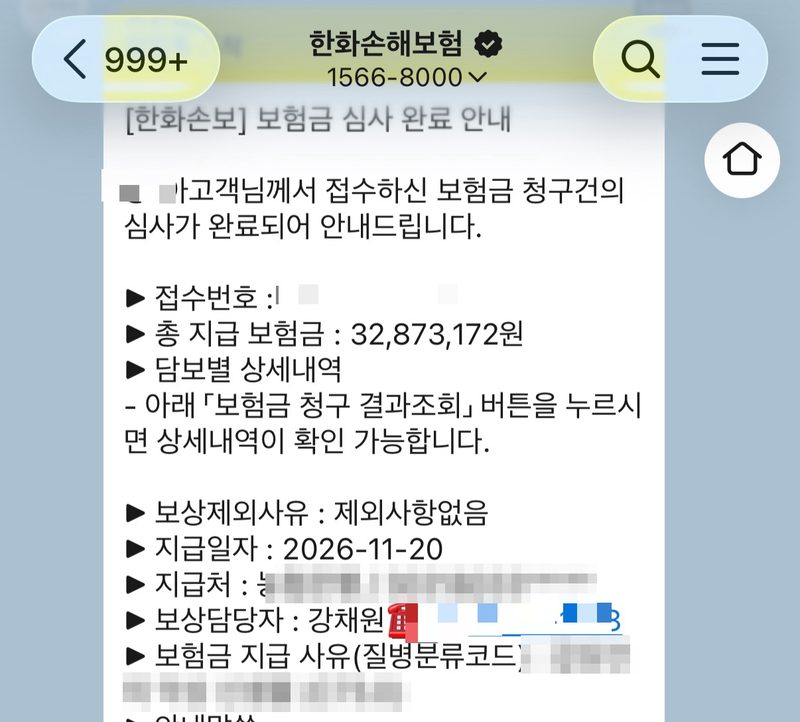 999+
한화손해보험
1566-8000
[한화손보] 보험금 심사 완료 안내
아고객님께서 접수하신 보험금 청구건의
심사가 완료되어 안내드립니다.
▶ 접수번호 :
▶ 총 지급 보험금 : 32,873,172원
▶ 담보별 상세내역
- 아래 「보험금 청구 결과조회」 버튼을 누르시
면 상세내역이 확인 가능합니다.
▶ 보상제외사유 : 제외사항없음
▶ 지급일자 : 2026-11-20
▶ 지급처 :
▶ 보상담당자 : 강채원☎
▶ 보험금 지급 사유(질병분류코드)